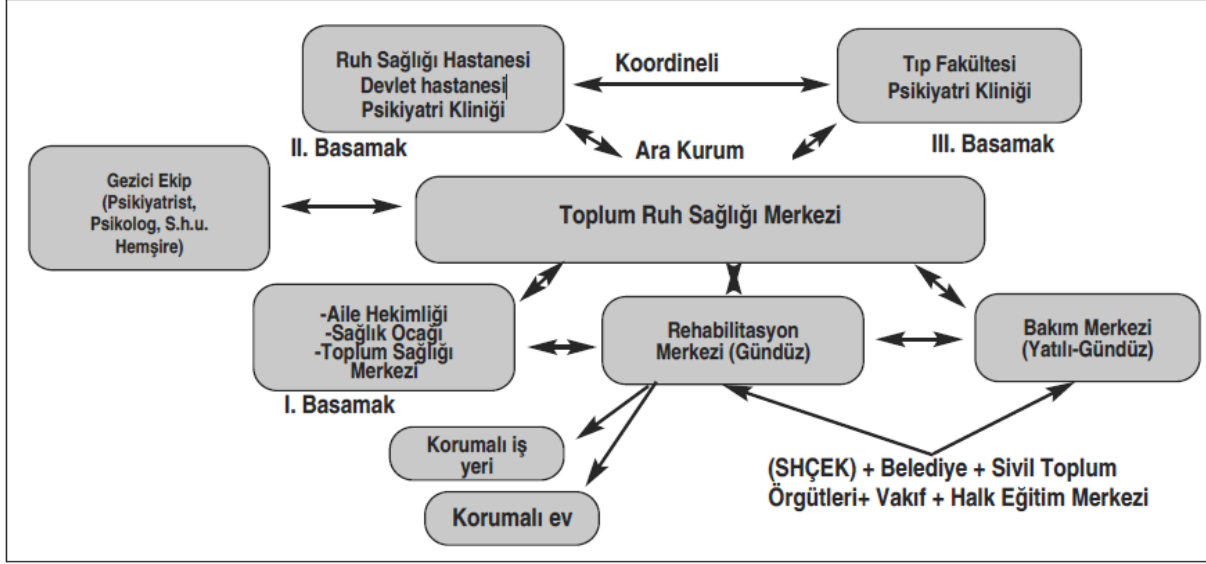 Ruh Sağlığı Hastanesi
Devlet hastanesi
Psikiyatri Kliniği
Koordineli
Tıp Fakültesi
Psikiyatri Kliniği
II. Basamak
Ara Kurum
III. Basamak
Gezici Ekip
(Psikiyatrist,
Psikolog, S.h.u.
Hemşire)
Toplum Ruh Sağlığı Merkezi
-Aile Hekimliği
-Sağlık Ocağı
-Toplum Sağlığı
Merkezi
Rehabilitasyon
Merkezi (Gündüz)
Bakım Merkezi
(Yatılı-Gündüz)
I. Basamak
Korumalı iş
yeri
Korumalı ev
(SHÇEK) + Belediye + Sivil Toplum
Örgütleri+ Vakıf + Halk Eğitim Merkezi